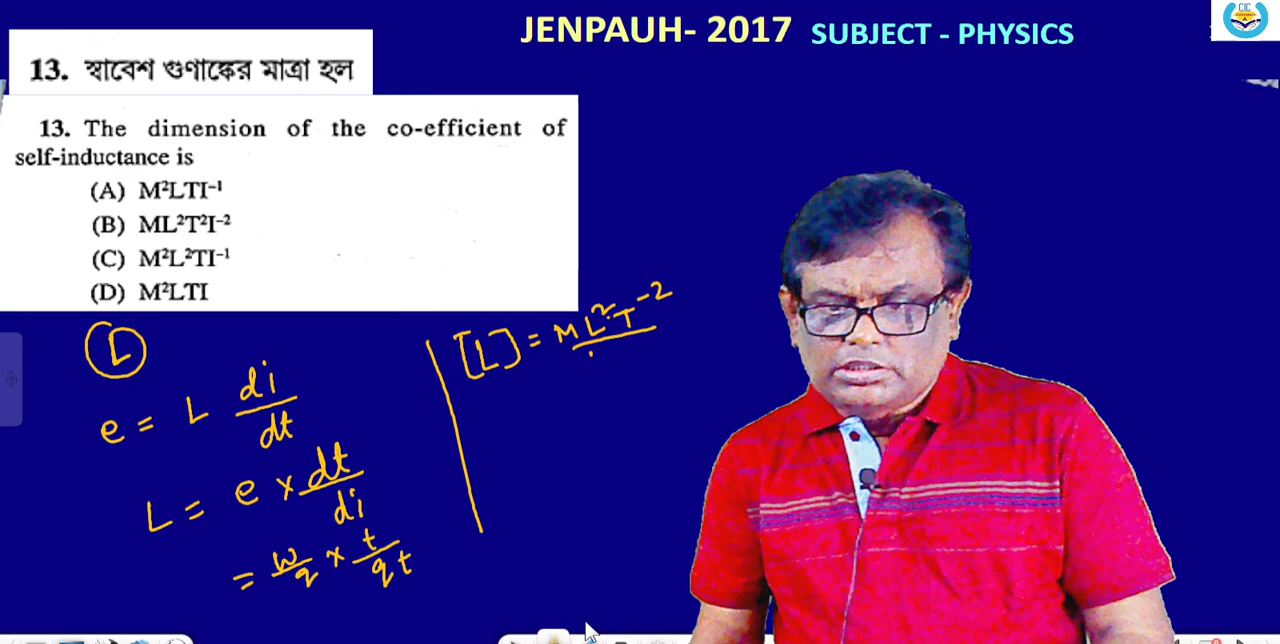 JENPAUH- 2017 SUBJECT - PHYSICS
CIC
13. স্বাবেশ গুণাঙ্কের মাত্রা হল
13. The dimension of the co-efficient of
self-inductance is
(A) M²LTI⁻¹
(B) ML²T²I⁻²
(C) M²L²TI⁻¹
(D) M²LTI
L
e = L di/dt
L = e × dt/di
= w/q × t/qt
[L] = ML²T⁻²